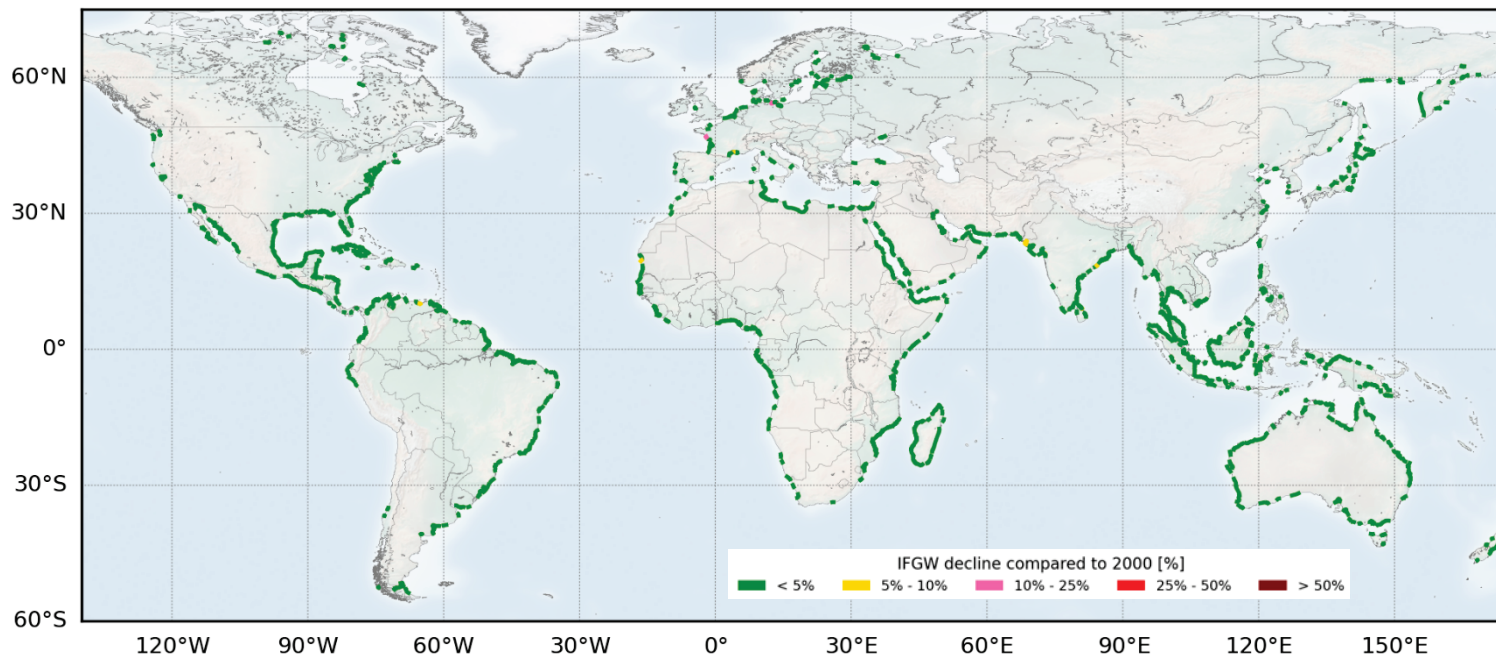 60°N
30°N
0°
30°S
60°S
IFGW decline compared to 2000 [%]
< 5% 5% - 10% 10% - 25% 25% - 50% > 50%
120°W 90°W 60°W 30°W 0° 30°E 60°E 90°E 120°E 150°E